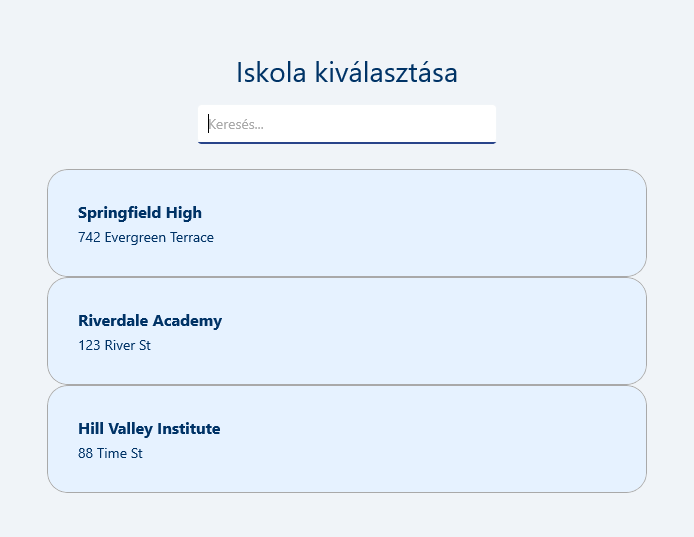 Iskola kiválasztása
Keresés...
Springfield High
742 Evergreen Terrace
Riverdale Academy
123 River St
Hill Valley Institute
88 Time St